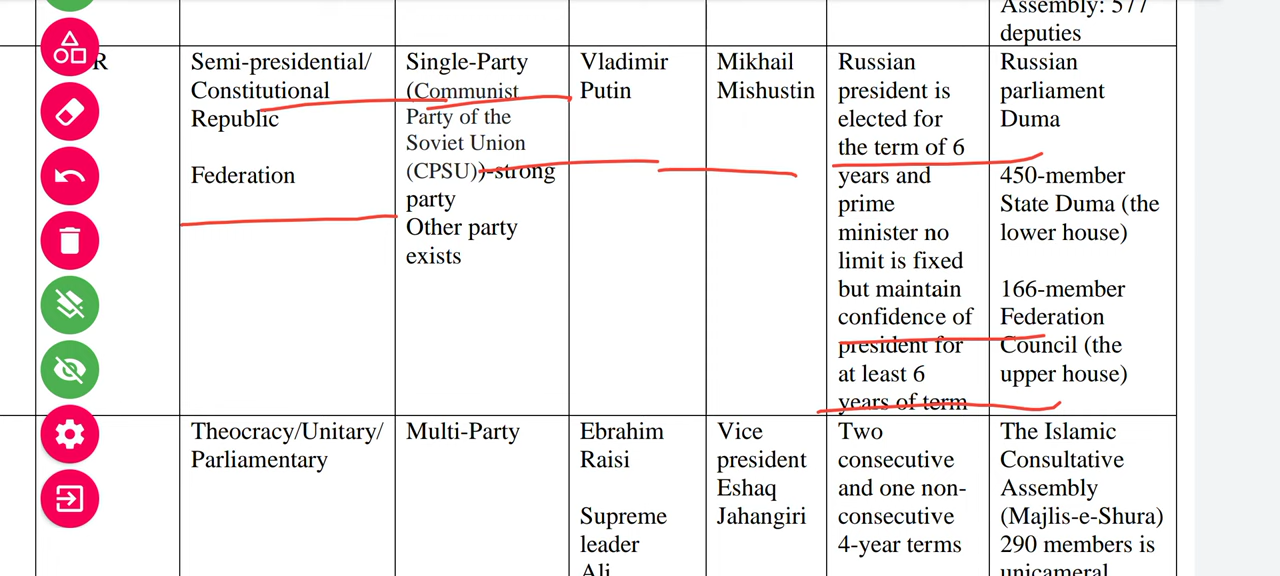 Assembly: 577
deputies
R
Semi-presidential/
Constitutional
Republic
Federation
Single-Party
(Communist
Party of the
Soviet Union
(CPSU))-strong
party
Other party
exists
Vladimir
Putin
Mikhail
Mishustin
Russian
president is
elected for
the term of 6
years and
prime
minister no
limit is fixed
but maintain
confidence of
president for
at least 6
years of term
Russian
parliament
Duma
450-member
State Duma (the
lower house)
166-member
Federation
Council (the
upper house)
Theocracy/Unitary/
Parliamentary
Multi-Party
Ebrahim
Raisi
Supreme
leader
Ali
Vice
president
Eshaq
Jahangiri
Two
consecutive
and one non-
consecutive
4-year terms
The Islamic
Consultative
Assembly
(Majlis-e-Shura)
290 members is
unicameral